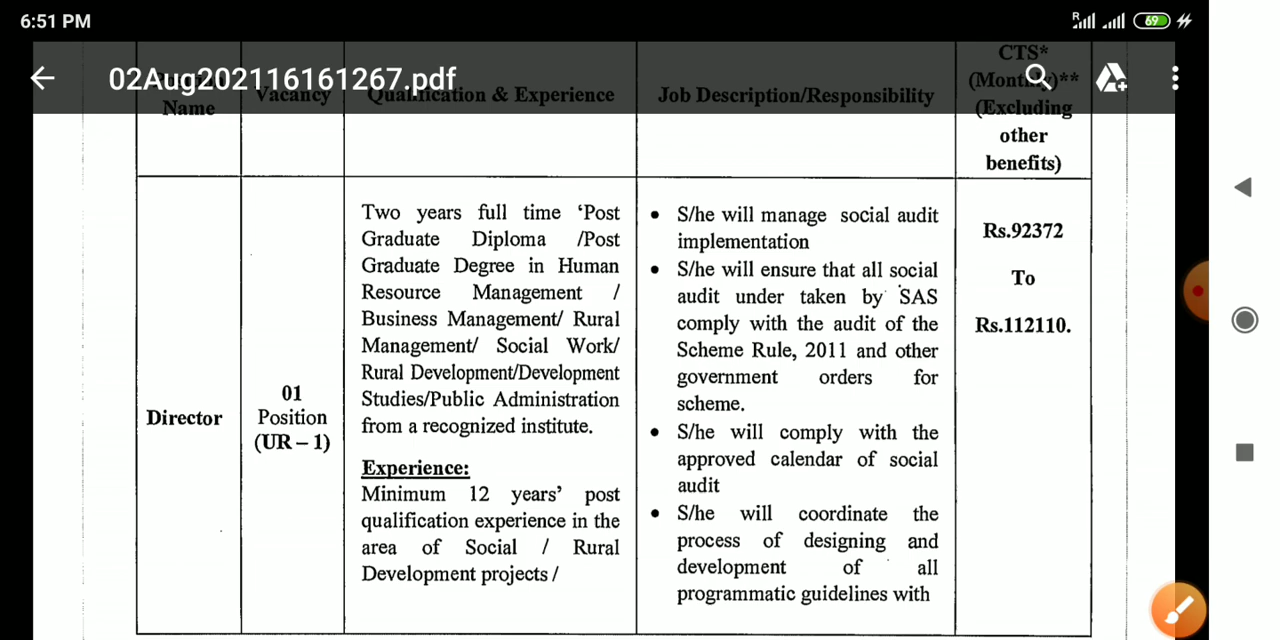 6:51 PM
R
69
02Aug202116161267.pdf
Name
Vacancy
Qualification & Experience
Job Description/Responsibility
CTS*
(Monthly)**
(Excluding
other
benefits)
Director
01
Position
(UR – 1)
Two years full time ‘Post
Graduate Diploma /Post
Graduate Degree in Human
Resource Management /
Business Management/ Rural
Management/ Social Work/
Rural Development/Development
Studies/Public Administration
from a recognized institute.
Experience:
Minimum 12 years’ post
qualification experience in the
area of Social / Rural
Development projects /
• S/he will manage social audit
implementation
• S/he will ensure that all social
audit under taken by SAS
comply with the audit of the
Scheme Rule, 2011 and other
government orders for
scheme.
• S/he will comply with the
approved calendar of social
audit
• S/he will coordinate the
process of designing and
development of all
programmatic guidelines with
Rs.92372
To
Rs.112110.